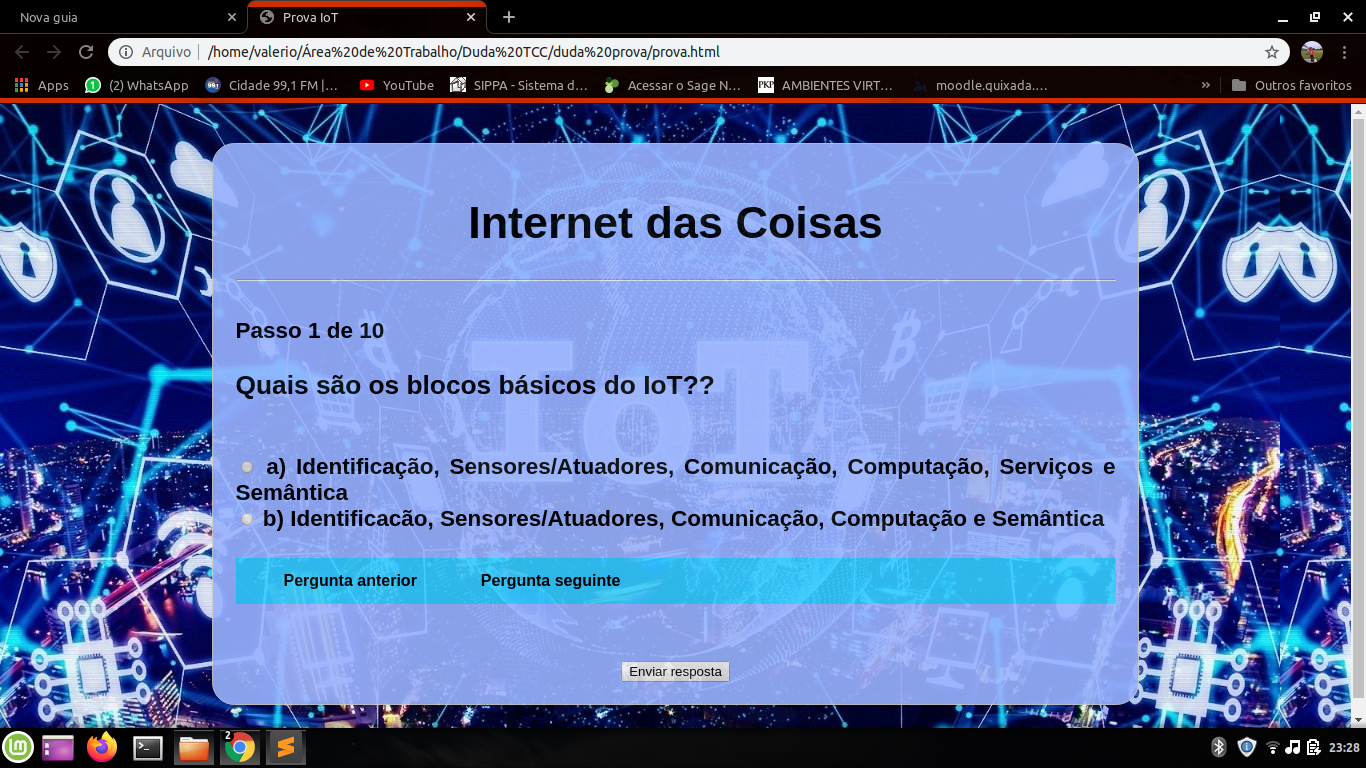 Nova guia
Prova IoT
Arquivo /home/valerio/Área%20de%20Trabalho/Duda%20TCC/duda%20prova/prova.html
Apps (2) WhatsApp Cidade 99,1 FM |... YouTube SIPPA - Sistema d... Acessar o Sage N... PKP AMBIENTES VIRT... moodle.quixada.... » Outros favoritos
Internet das Coisas
Passo 1 de 10
Quais são os blocos básicos do IoT??
IoT
a) Identificação, Sensores/Atuadores, Comunicação, Computação, Serviços e
Semântica
b) Identificacão, Sensores/Atuadores, Comunicação, Computação e Semântica
Pergunta anterior Pergunta seguinte
Enviar resposta
2
23:28